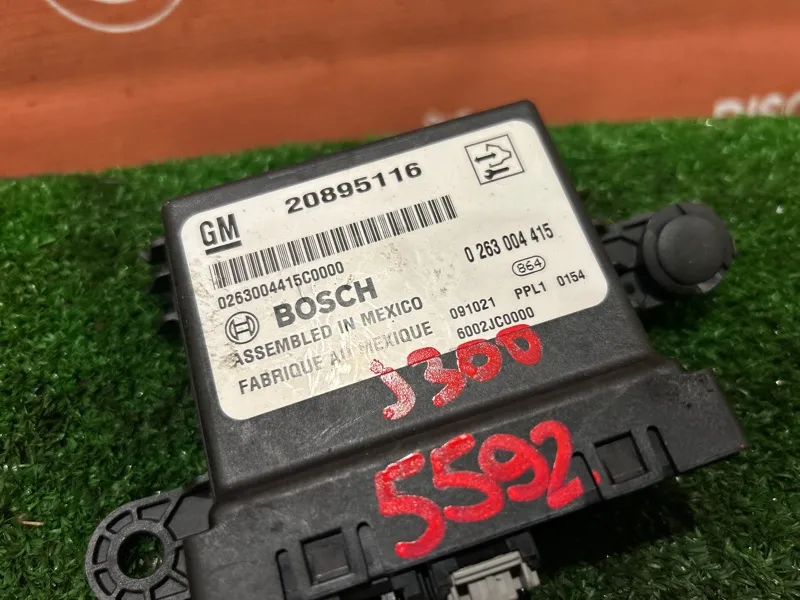 GM 20895116
0263004415C0000
0 263 004 415
BOSCH
864
ASSEMBLED IN MEXICO 091021 PPL1 0154
FABRIQUE AU MEXIQUE 6002JC0000
J300
5592